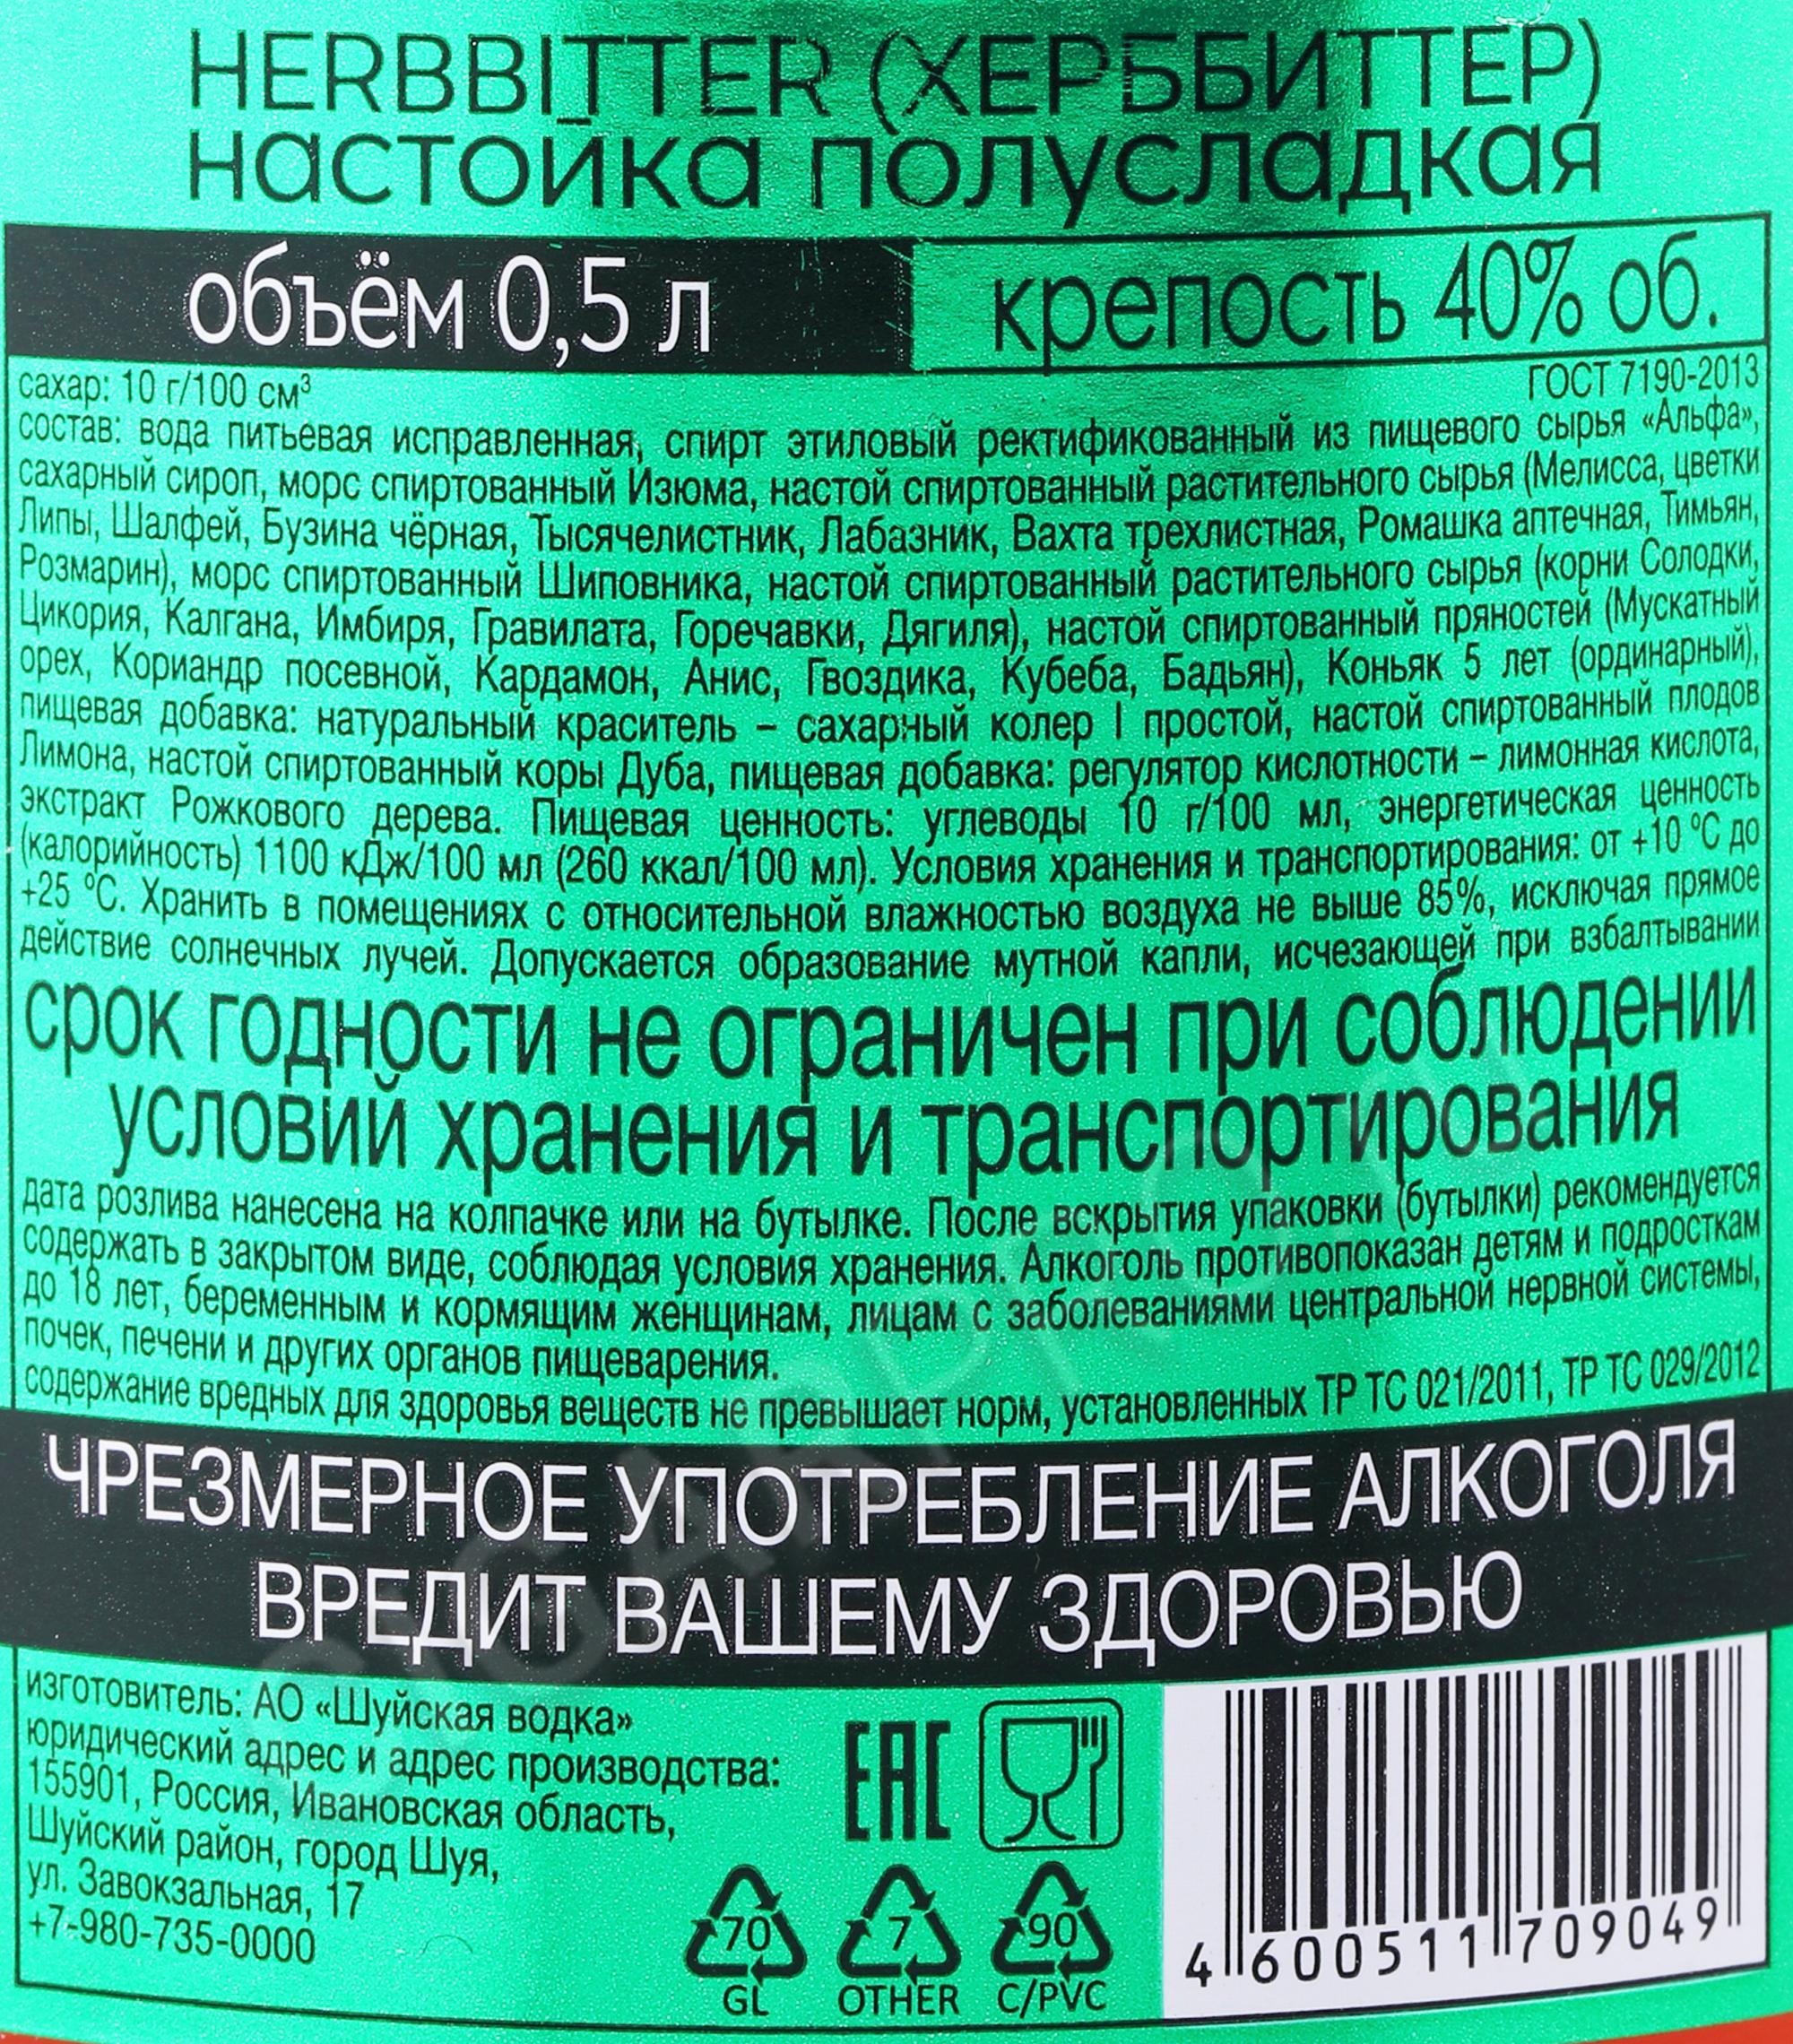 HERBBITTER (ХЕРББИТТЕР)
настойка полусладкая
объём 0,5 л
крепость 40% об.
сахар: 10 г/100 см³
ГОСТ 7190-2013
состав: вода питьевая исправленная, спирт этиловый ректификованный из пищевого сырья «Альфа»,
сахарный сироп, морс спиртованный Изюма, настой спиртованный растительного сырья (Мелисса, цветки
Липы, Шалфей, Бузина чёрная, Тысячелистник, Лабазник, Вахта трёхлистная, Ромашка аптечная, Тимьян,
Розмарин), морс спиртованный Шиповника, настой спиртованный растительного сырья (корни Солодки,
Цикория, Калгана, Имбиря, Гравилата, Горечавки, Дягиля), настой спиртованный пряностей (Мускатный
орех, Кориандр посевной, Кардамон, Анис, Гвоздика, Кубеба, Бадьян), Коньяк 5 лет (ординарный),
пищевая добавка: натуральный краситель – сахарный колер I простой, настой спиртованный плодов
Лимона, настой спиртованный коры Дуба, пищевая добавка: регулятор кислотности – лимонная кислота,
экстракт Рожкового дерева. Пищевая ценность: углеводы 10 г/100 мл, энергетическая ценность
(калорийность) 1100 кДж/100 мл (260 ккал/100 мл). Условия хранения и транспортирования: от +10 °C до
+25 °C. Хранить в помещениях с относительной влажностью воздуха не выше 85%, исключая прямое
действие солнечных лучей. Допускается образование мутной капли, исчезающей при взбалтывании
срок годности не ограничен при соблюдении
условий хранения и транспортирования
дата розлива нанесена на колпачке или на бутылке. После вскрытия упаковки (бутылки) рекомендуется
содержать в закрытом виде, соблюдая условия хранения. Алкоголь противопоказан детям и подросткам
до 18 лет, беременным и кормящим женщинам, лицам с заболеваниями центральной нервной системы,
почек, печени и других органов пищеварения.
содержание вредных для здоровья веществ не превышает норм, установленных ТР ТС 021/2011, ТР ТС 029/2012
ЧРЕЗМЕРНОЕ УПОТРЕБЛЕНИЕ АЛКОГОЛЯ
ВРЕДИТ ВАШЕМУ ЗДОРОВЬЮ
изготовитель: АО «Шуйская водка»
юридический адрес и адрес производства:
155901, Россия, Ивановская область,
Шуйский район, город Шуя,
ул. Завокзальная, 17
+7-980-735-0000
EAC
70
GL
7
OTHER
90
C/PVC
4 600511 709049